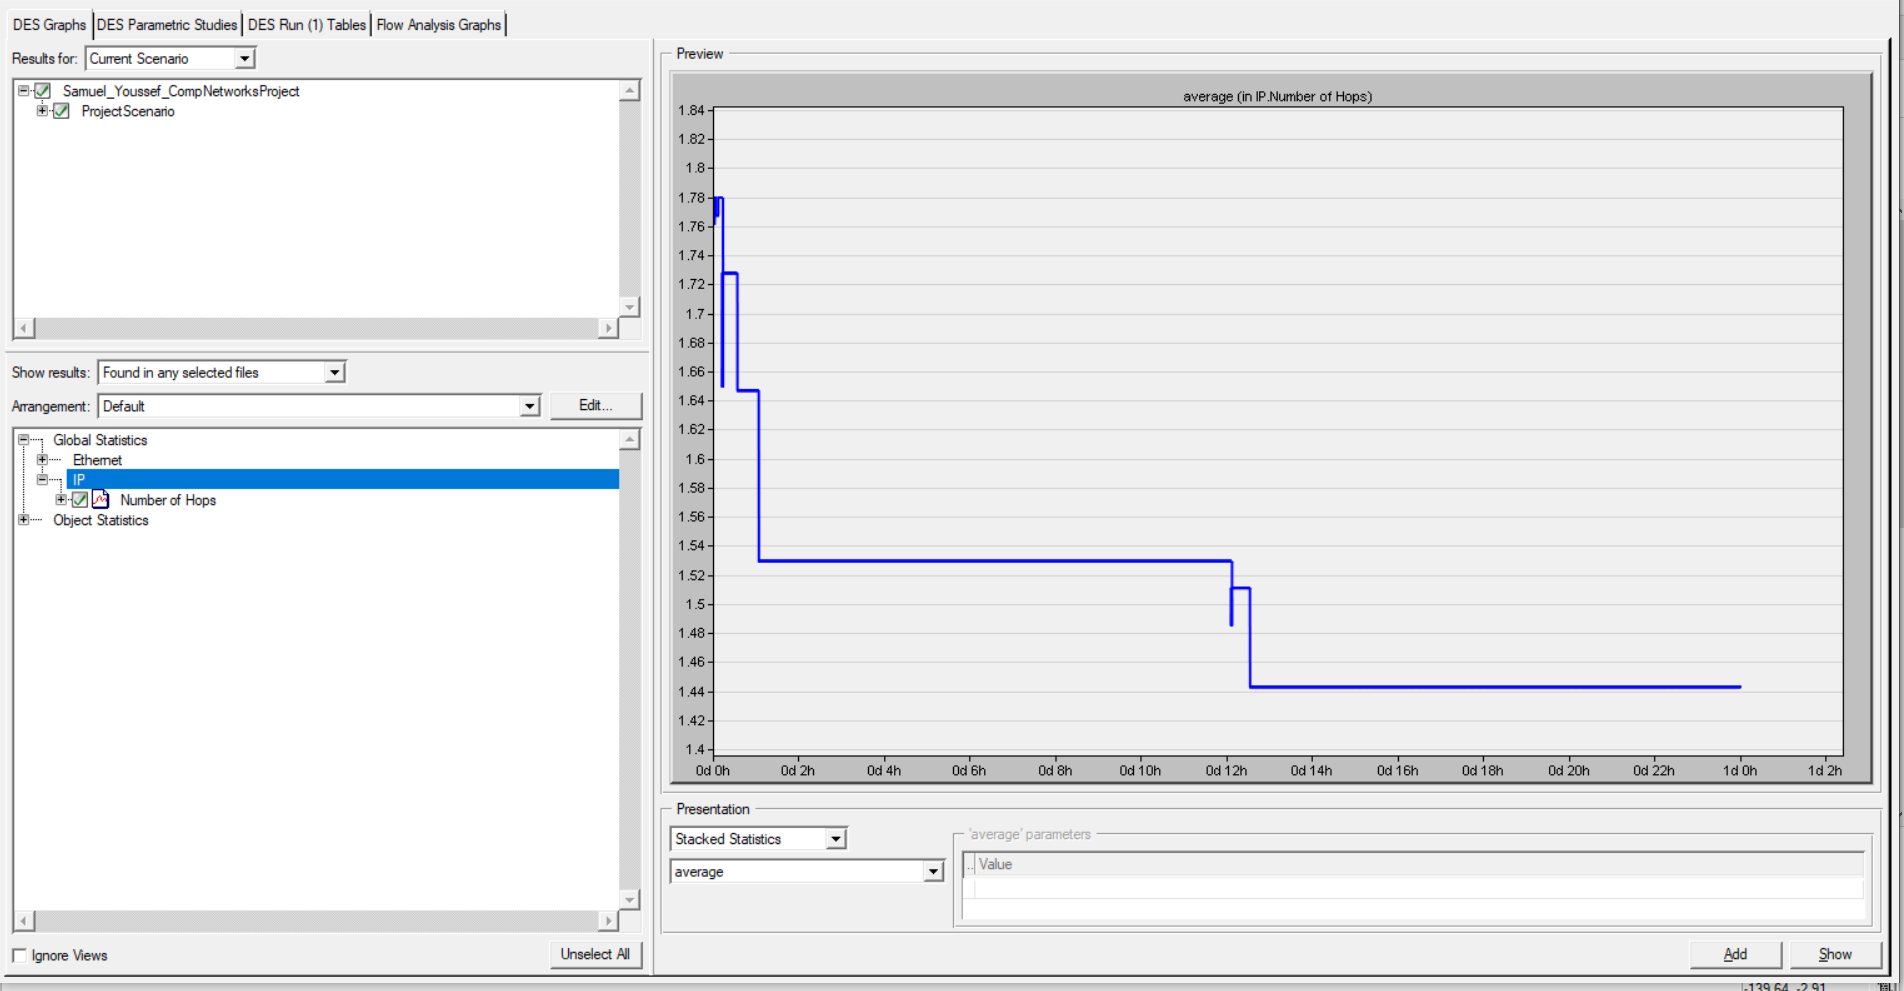 DES Graphs DES Parametric Studies DES Run (1) Tables Flow Analysis Graphs
Results for: Current Scenario
Samuel_Youssef_CompNetworksProject
ProjectScenario
Show results: Found in any selected files
Arrangement: Default Edit...
Global Statistics
Ethernet
IP
Number of Hops
Object Statistics
Ignore Views Unselect All
Preview
average (in IP.Number of Hops)
1.84
1.82
1.8
1.78
1.76
1.74
1.72
1.7
1.68
1.66
1.64
1.62
1.6
1.58
1.56
1.54
1.52
1.5
1.48
1.46
1.44
1.42
1.4
0d 0h 0d 2h 0d 4h 0d 6h 0d 8h 0d 10h 0d 12h 0d 14h 0d 16h 0d 18h 0d 20h 0d 22h 1d 0h 1d 2h
Presentation
Stacked Statistics
average
'average' parameters
.. Value
Add Show
-139.64, -2.91